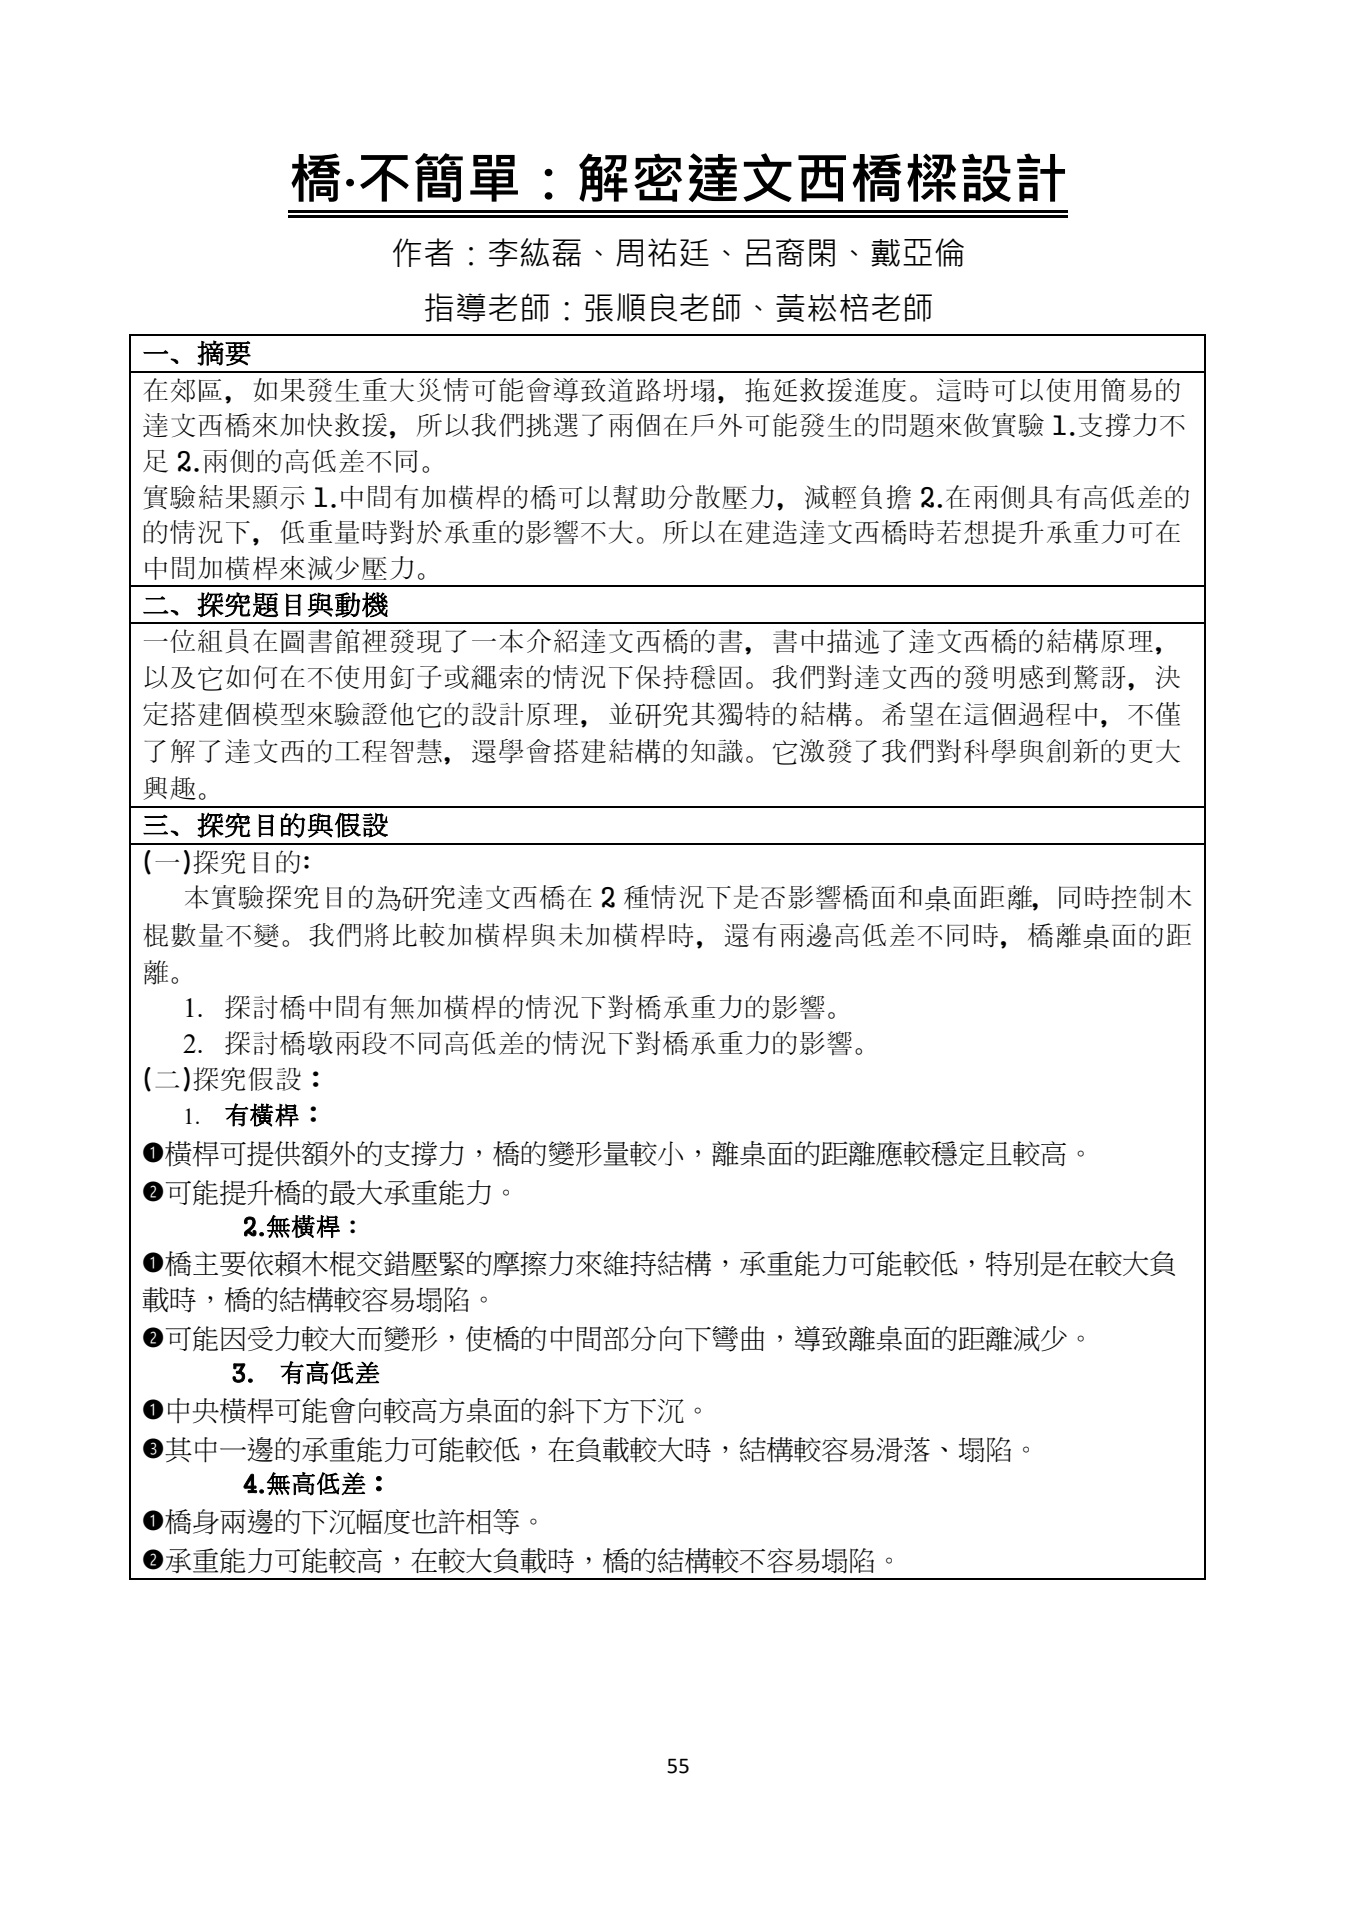 橋·不簡單：解密達文西橋樑設計
作者：李紘磊、周祐廷、呂裔閑、戴亞倫
指導老師：張順良老師、黃崧棓老師
一、摘要
在郊區，如果發生重大災情可能會導致道路坍塌，拖延救援進度。這時可以使用簡易的
達文西橋來加快救援，所以我們挑選了兩個在戶外可能發生的問題來做實驗 1.支撐力不
足 2.兩側的高低差不同。
實驗結果顯示 1.中間有加橫桿的橋可以幫助分散壓力，減輕負擔 2.在兩側具有高低差的
的情況下，低重量時對於承重的影響不大。所以在建造達文西橋時若想提升承重力可在
中間加橫桿來減少壓力。
二、探究題目與動機
一位組員在圖書館裡發現了一本介紹達文西橋的書，書中描述了達文西橋的結構原理，
以及它如何在不使用釘子或繩索的情況下保持穩固。我們對達文西的發明感到驚訝，決
定搭建個模型來驗證他它的設計原理，並研究其獨特的結構。希望在這個過程中，不僅
了解了達文西的工程智慧，還學會搭建結構的知識。它激發了我們對科學與創新的更大
興趣。
三、探究目的與假設
(一)探究目的:
本實驗探究目的為研究達文西橋在 2 種情況下是否影響橋面和桌面距離，同時控制木
棍數量不變。我們將比較加橫桿與未加橫桿時，還有兩邊高低差不同時，橋離桌面的距
離。
1. 探討橋中間有無加橫桿的情況下對橋承重力的影響。
2. 探討橋墩兩段不同高低差的情況下對橋承重力的影響。
(二)探究假設：
1. 有橫桿：
❶橫桿可提供額外的支撐力，橋的變形量較小，離桌面的距離應較穩定且較高。
❷可能提升橋的最大承重能力。
2.無橫桿：
❶橋主要依賴木棍交錯壓緊的摩擦力來維持結構，承重能力可能較低，特別是在較大負
載時，橋的結構較容易塌陷。
❷可能因受力較大而變形，使橋的中間部分向下彎曲，導致離桌面的距離減少。
3. 有高低差
❶中央橫桿可能會向較高方桌面的斜下方下沉。
❸其中一邊的承重能力可能較低，在負載較大時，結構較容易滑落、塌陷。
4.無高低差：
❶橋身兩邊的下沉幅度也許相等。
❷承重能力可能較高，在較大負載時，橋的結構較不容易塌陷。
55